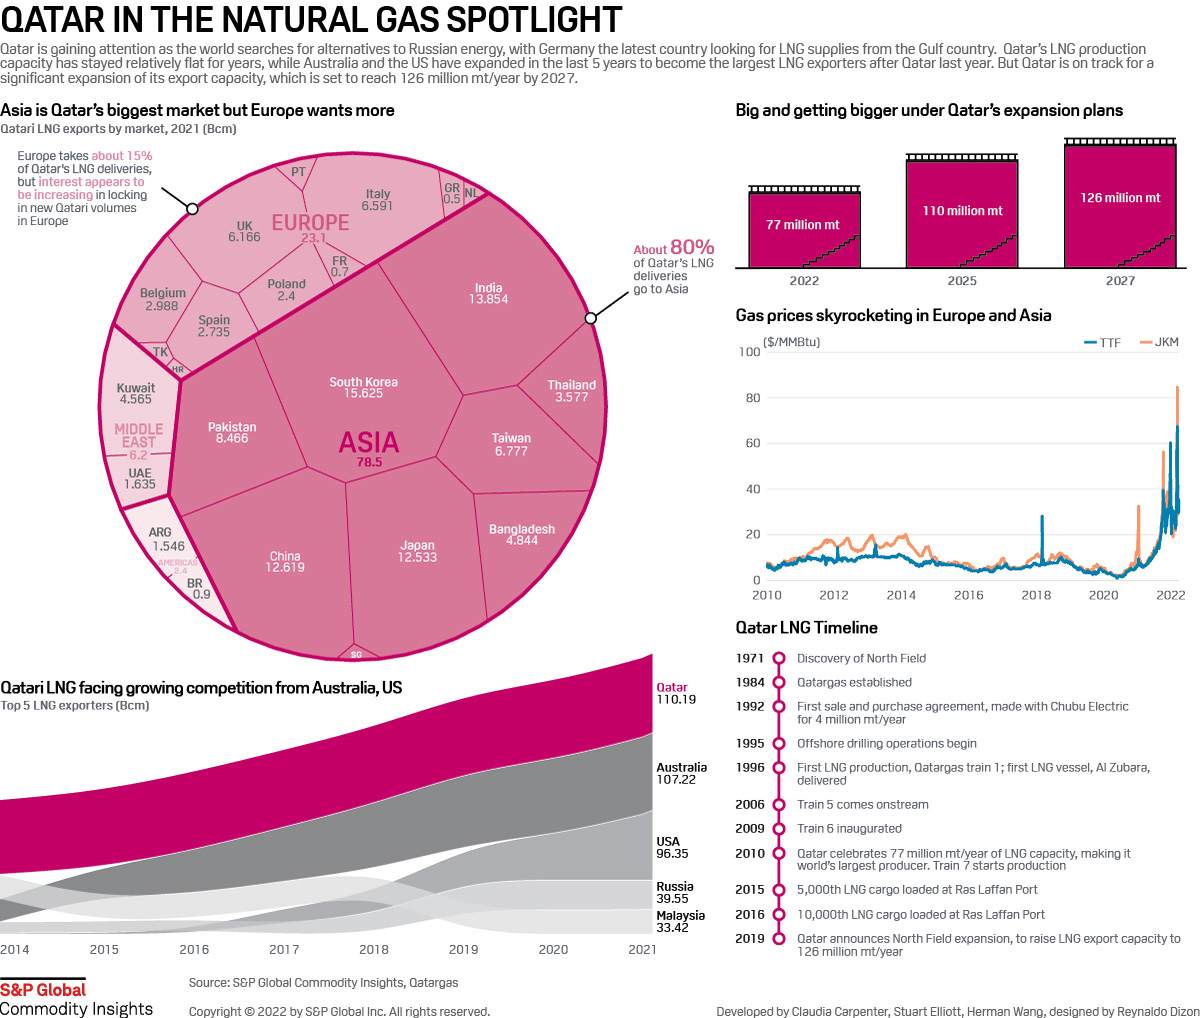 QATAR IN THE NATURAL GAS SPOTLIGHT
Qatar is gaining attention as the world searches for alternatives to Russian energy, with Germany the latest country looking for LNG supplies from the Gulf country. Qatar's LNG production
capacity has stayed relatively flat for years, while Australia and the US have expanded in the last 5 years to become the largest LNG exporters after Qatar last year. But Qatar is on track for a
significant expansion of its export capacity, which is set to reach 126 million mt/year by 2027.
Asia is Qatar's biggest market but Europe wants more
Qatari LNG exports by market, 2021 (Bcm)
Europe takes about 15%
of Qatar's LNG deliveries,
but interest appears to
be increasing in locking
in new Qatari volumes
in Europe
PT
Italy
6.591
GR
0.5
NL
UK
6.166
EUROPE
23.1
FR
0.7
Poland
2.4
Belgium
2.988
Spain
2.735
TK
HR
About 80%
of Qatar's LNG
deliveries
go to Asia
India
13.854
South Korea
15.625
Thailand
3.577
Kuwait
4.565
MIDDLE
EAST
6.2
UAE
1.635
Pakistan
8.466
ASIA
78.5
Taiwan
6.777
ARG
1.546
AMERICAS
2.4
BR
0.9
China
12.619
Japan
12.533
Bangladesh
4.844
SG
Qatari LNG facing growing competition from Australia, US
Top 5 LNG exporters (Bcm)
Qatar
110.19
Australia
107.22
USA
96.35
Russia
39.55
Malaysia
33.42
2014 2015 2016 2017 2018 2019 2020 2021
Big and getting bigger under Qatar's expansion plans
77 million mt
110 million mt
126 million mt
2022 2025 2027
Gas prices skyrocketing in Europe and Asia
($/MMBtu)
TTF JKM
100
80
60
40
20
0
2010 2012 2014 2016 2018 2020 2022
Qatar LNG Timeline
1971 Discovery of North Field
1984 Qatargas established
1992 First sale and purchase agreement, made with Chubu Electric
for 4 million mt/year
1995 Offshore drilling operations begin
1996 First LNG production, Qatargas train 1; first LNG vessel, Al Zubara,
delivered
2006 Train 5 comes onstream
2009 Train 6 inaugurated
2010 Qatar celebrates 77 million mt/year of LNG capacity, making it
world's largest producer. Train 7 starts production
2015 5,000th LNG cargo loaded at Ras Laffan Port
2016 10,000th LNG cargo loaded at Ras Laffan Port
2019 Qatar announces North Field expansion, to raise LNG export capacity to
126 million mt/year
S&P Global
Commodity Insights
Source: S&P Global Commodity Insights, Qatargas
Copyright © 2022 by S&P Global Inc. All rights reserved.
Developed by Claudia Carpenter, Stuart Elliott, Herman Wang, designed by Reynaldo Dizon